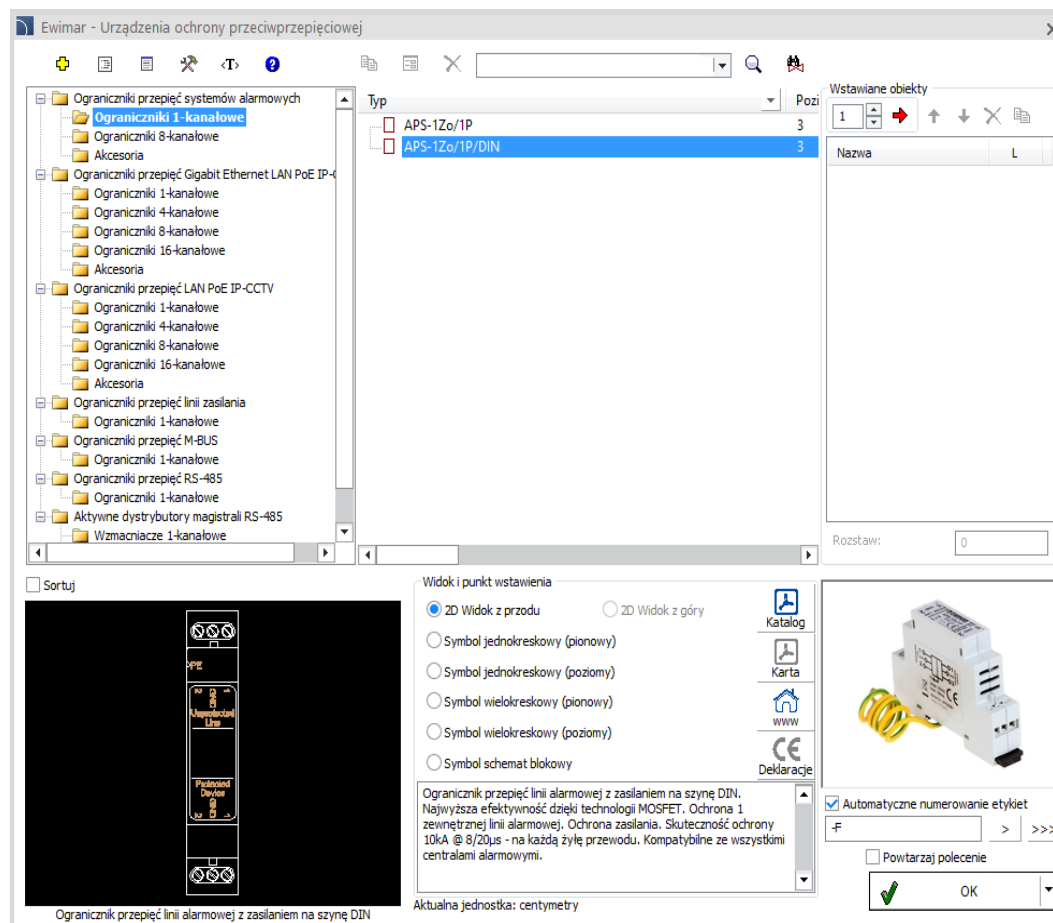 Ewimar - Urządzenia ochrony przeciwprzepięciowej
‹T›
?
Ograniczniki przepięć systemów alarmowych
Ograniczniki 1-kanałowe
Ograniczniki 8-kanałowe
Akcesoria
Ograniczniki przepięć Gigabit Ethernet LAN PoE IP-C
Ograniczniki 1-kanałowe
Ograniczniki 4-kanałowe
Ograniczniki 8-kanałowe
Ograniczniki 16-kanałowe
Akcesoria
Ograniczniki przepięć LAN PoE IP-CCTV
Ograniczniki 1-kanałowe
Ograniczniki 4-kanałowe
Ograniczniki 8-kanałowe
Ograniczniki 16-kanałowe
Akcesoria
Ograniczniki przepięć linii zasilania
Ograniczniki 1-kanałowe
Ograniczniki przepięć M-BUS
Ograniczniki 1-kanałowe
Ograniczniki przepięć RS-485
Ograniczniki 1-kanałowe
Aktywne dystrybutory magistrali RS-485
Wzmacniacze 1-kanałowe
Typ Pozi
APS-1Zo/1P 3
APS-1Zo/1P/DIN 3
Wstawiane obiekty
1
Nazwa L
Rozstaw: 0
Sortuj
PE
2 GND 1
Unprotected
Line
Protected
Device
2 GND 1
Ogranicznik przepięć linii alarmowej z zasilaniem na szynę DIN
Widok i punkt wstawienia
2D Widok z przodu 2D Widok z góry
Symbol jednokreskowy (pionowy)
Symbol jednokreskowy (poziomy)
Symbol wielokreskowy (pionowy)
Symbol wielokreskowy (poziomy)
Symbol schemat blokowy
Katalog
Karta
www
CE
Deklaracje
Ogranicznik przepięć linii alarmowej z zasilaniem na szynę DIN.
Najwyższa efektywność dzięki technologii MOSFET. Ochrona 1
zewnętrznej linii alarmowej. Ochrona zasilania. Skuteczność ochrony
10kA @ 8/20µs - na każdą żyłę przewodu. Kompatybilne ze wszystkimi
centralami alarmowymi.
Aktualna jednostka: centymetry
CE
Automatyczne numerowanie etykiet
-F > >>>
Powtarzaj polecenie
OK